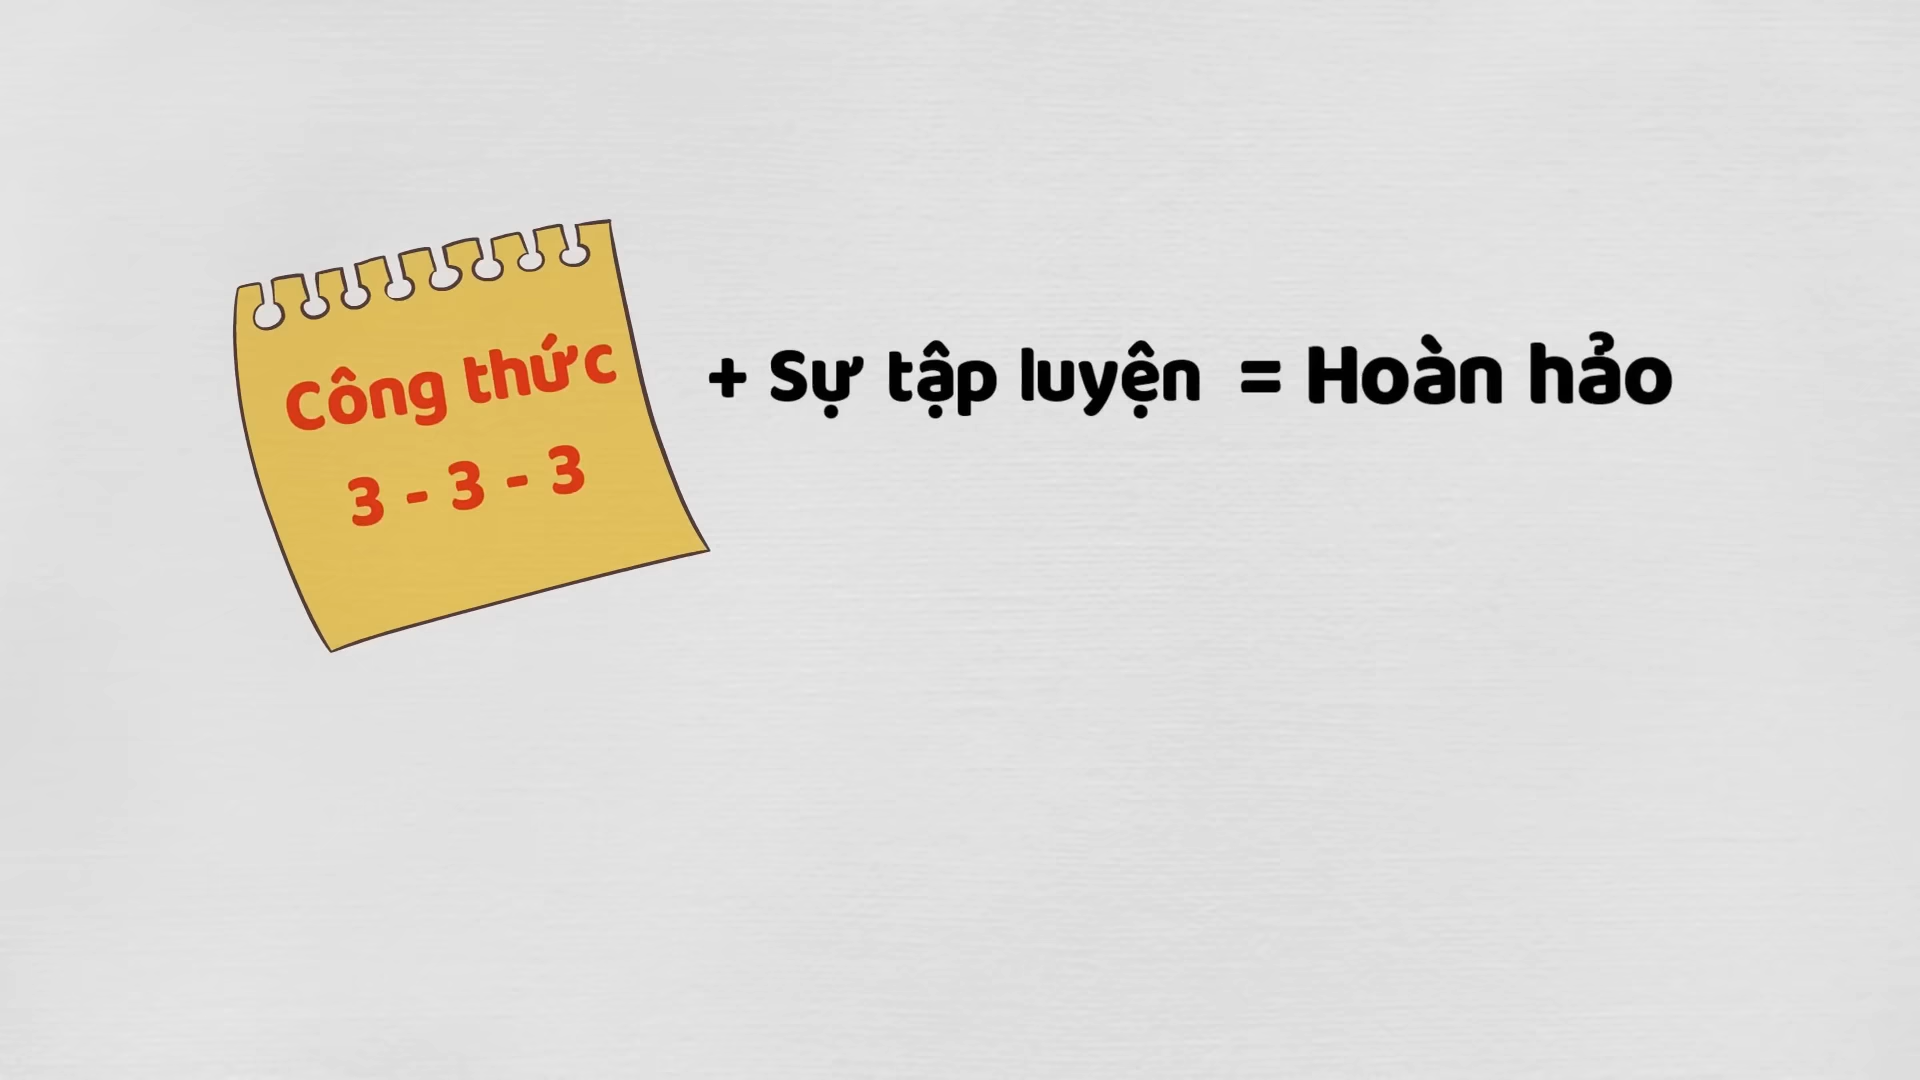 Công thức
3 - 3 - 3
+ Sự tập luyện = Hoàn hảo